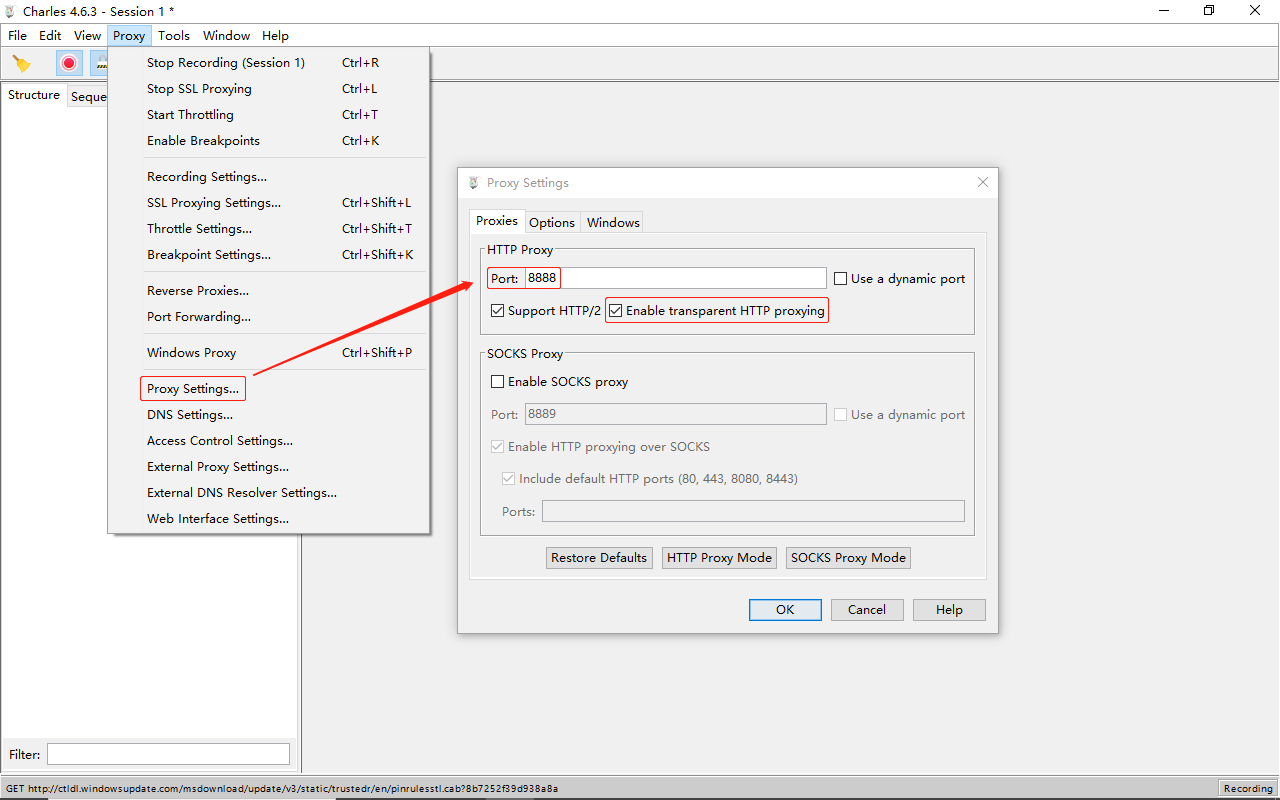 Charles 4.6.3 - Session 1 *
File Edit View Proxy Tools Window Help
Stop Recording (Session 1) Ctrl+R
Stop SSL Proxying Ctrl+L
Start Throttling Ctrl+T
Enable Breakpoints Ctrl+K
Recording Settings...
SSL Proxying Settings... Ctrl+Shift+L
Throttle Settings... Ctrl+Shift+T
Breakpoint Settings... Ctrl+Shift+K
Reverse Proxies...
Port Forwarding...
Windows Proxy Ctrl+Shift+P
Proxy Settings...
DNS Settings...
Access Control Settings...
External Proxy Settings...
External DNS Resolver Settings...
Web Interface Settings...
Structure Seque
Proxy Settings
Proxies Options Windows
HTTP Proxy
Port: 8888 Use a dynamic port
Support HTTP/2 Enable transparent HTTP proxying
SOCKS Proxy
Enable SOCKS proxy
Port: 8889 Use a dynamic port
Enable HTTP proxying over SOCKS
Include default HTTP ports (80, 443, 8080, 8443)
Ports:
Restore Defaults HTTP Proxy Mode SOCKS Proxy Mode
OK Cancel Help
Filter:
GET http://ctldl.windowsupdate.com/msdownload/update/v3/static/trustedr/en/pinrulesstl.cab?8b7252f39d938a8a Recording